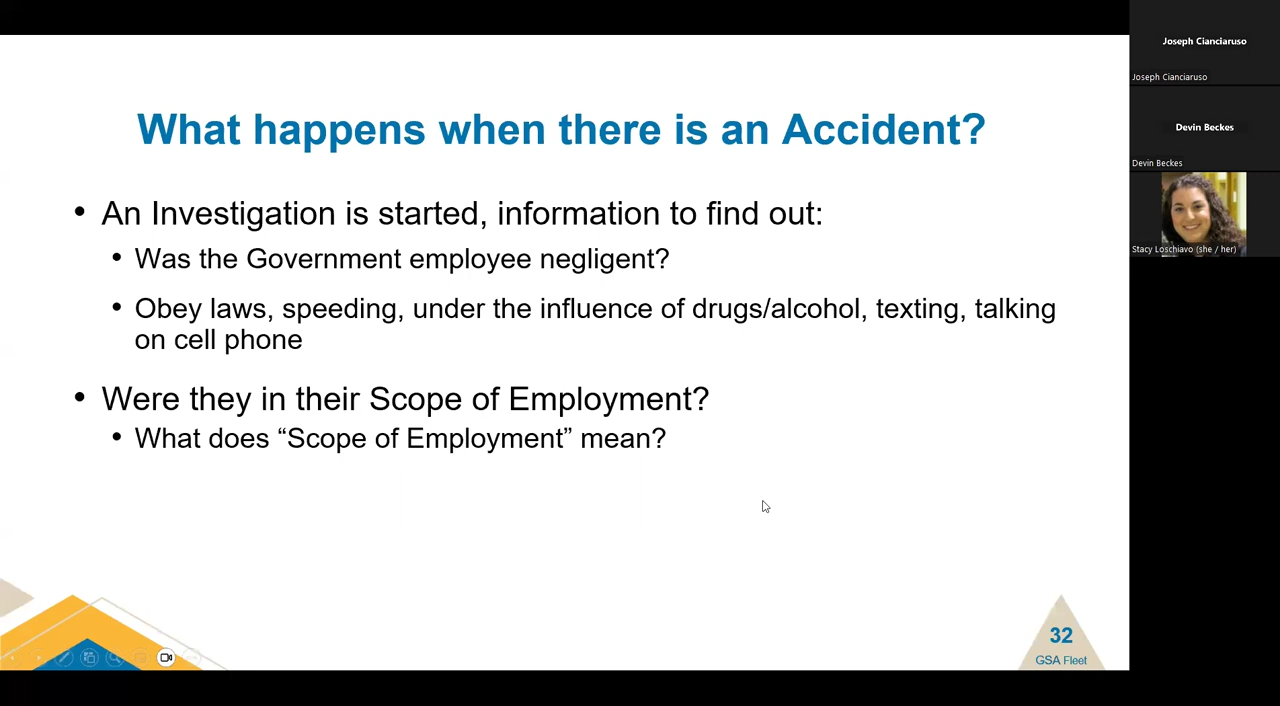 What happens when there is an Accident?
• An Investigation is started, information to find out:
• Was the Government employee negligent?
• Obey laws, speeding, under the influence of drugs/alcohol, texting, talking
on cell phone
• Were they in their Scope of Employment?
• What does “Scope of Employment” mean?
32
GSA Fleet
Joseph Cianciaruso
Joseph Cianciaruso
Devin Beckes
Devin Beckes
Stacy Loschiavo (she / her)